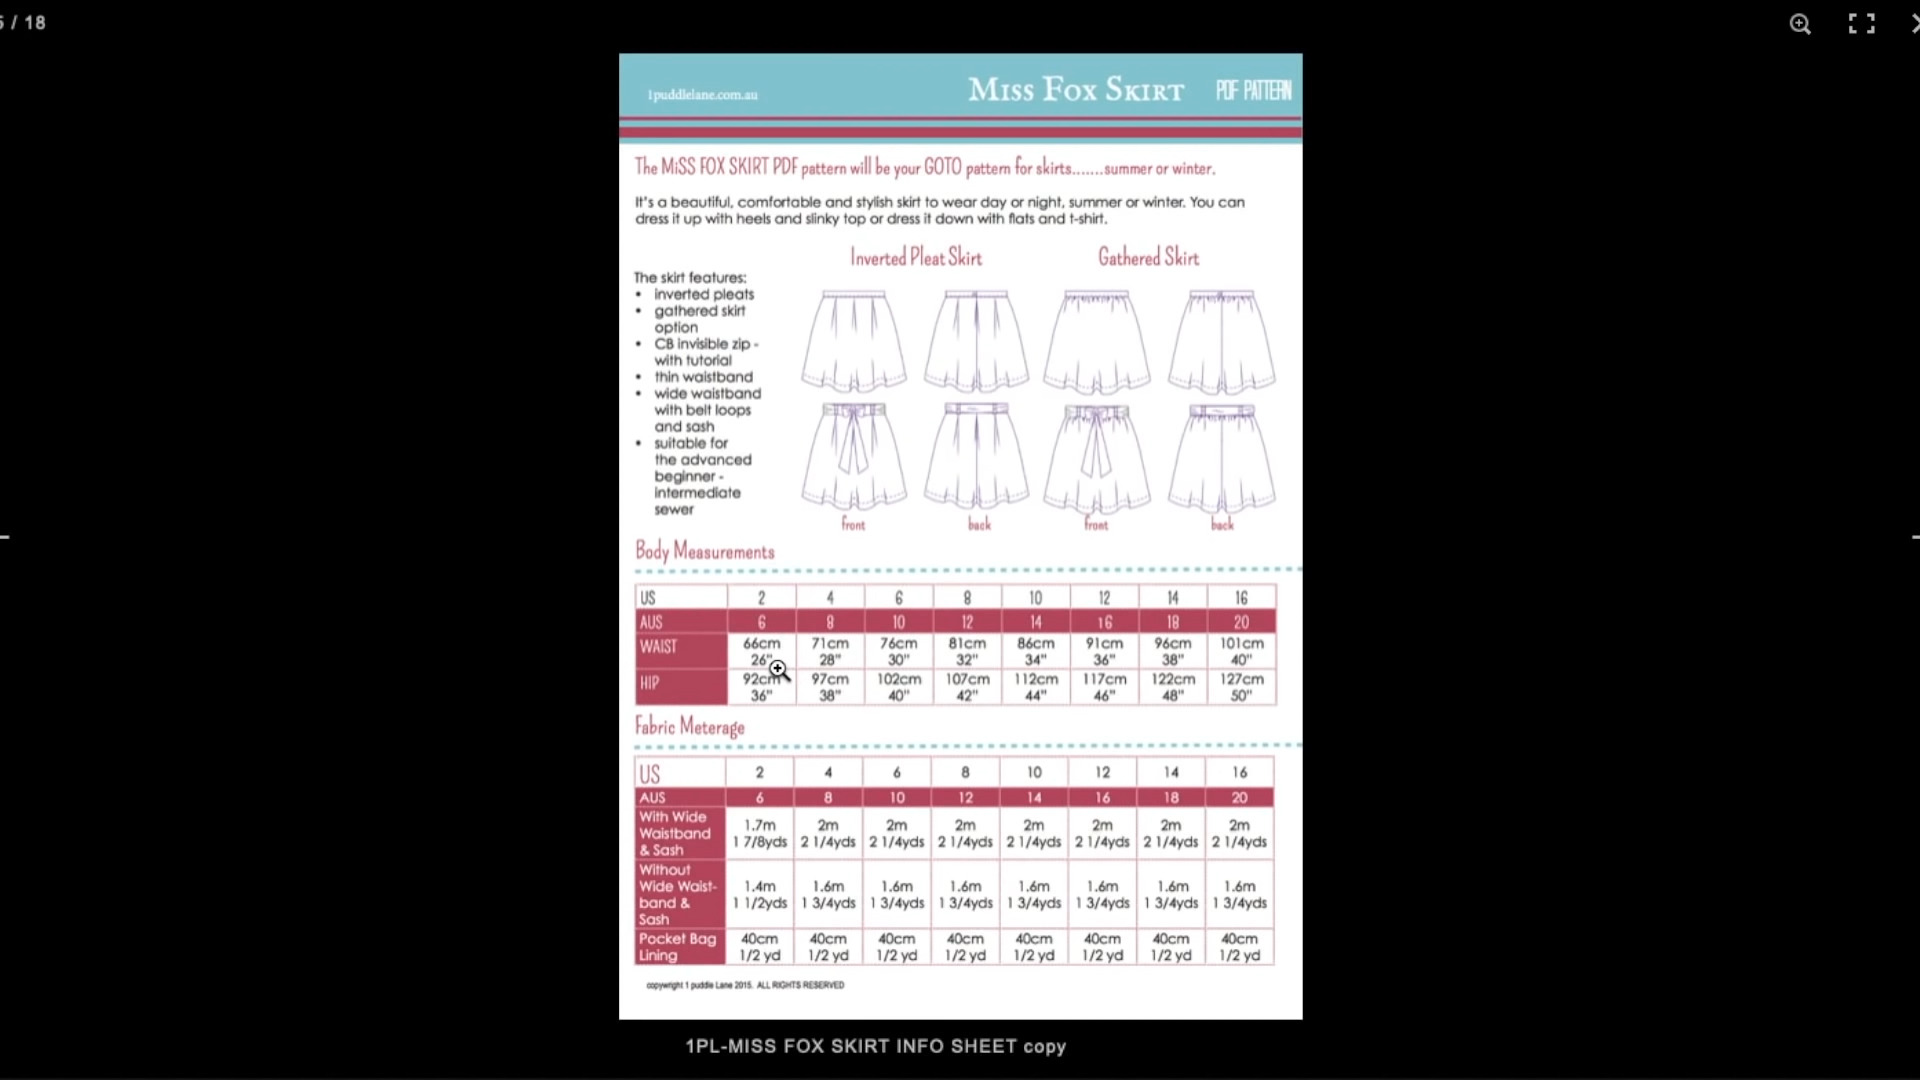 / 18
1puddlelane.com.au
Miss Fox Skirt
PDF PATTERN
The MiSS FOX SKIRT PDF pattern will be your GOTO pattern for skirts.......summer or winter.
It's a beautiful, comfortable and stylish skirt to wear day or night, summer or winter. You can
dress it up with heels and slinky top or dress it down with flats and t-shirt.
Inverted Pleat Skirt Gathered Skirt
The skirt features:
• inverted pleats
• gathered skirt
option
• CB invisible zip -
with tutorial
• thin waistband
• wide waistband
with belt loops
and sash
• suitable for
the advanced
beginner -
intermediate
sewer
front back front back
Body Measurements
US 2 4 6 8 10 12 14 16
AUS 6 8 10 12 14 16 18 20
WAIST 66cm 71cm 76cm 81cm 86cm 91cm 96cm 101cm
26" 28" 30" 32" 34" 36" 38" 40"
HIP 92cm 97cm 102cm 107cm 112cm 117cm 122cm 127cm
36" 38" 40" 42" 44" 46" 48" 50"
Fabric Meterage
US 2 4 6 8 10 12 14 16
AUS 6 8 10 12 14 16 18 20
With Wide
Waistband
& Sash
1.7m 2m 2m 2m 2m 2m 2m 2m
1 7/8yds 2 1/4yds 2 1/4yds 2 1/4yds 2 1/4yds 2 1/4yds 2 1/4yds 2 1/4yds
Without
Wide Waist-
band &
Sash
1.4m 1.6m 1.6m 1.6m 1.6m 1.6m 1.6m 1.6m
1 1/2yds 1 3/4yds 1 3/4yds 1 3/4yds 1 3/4yds 1 3/4yds 1 3/4yds 1 3/4yds
Pocket Bag
Lining
40cm 40cm 40cm 40cm 40cm 40cm 40cm 40cm
1/2 yd 1/2 yd 1/2 yd 1/2 yd 1/2 yd 1/2 yd 1/2 yd 1/2 yd
copywright 1 puddle Lane 2015. ALL RIGHTS RESERVED
1PL-MISS FOX SKIRT INFO SHEET copy